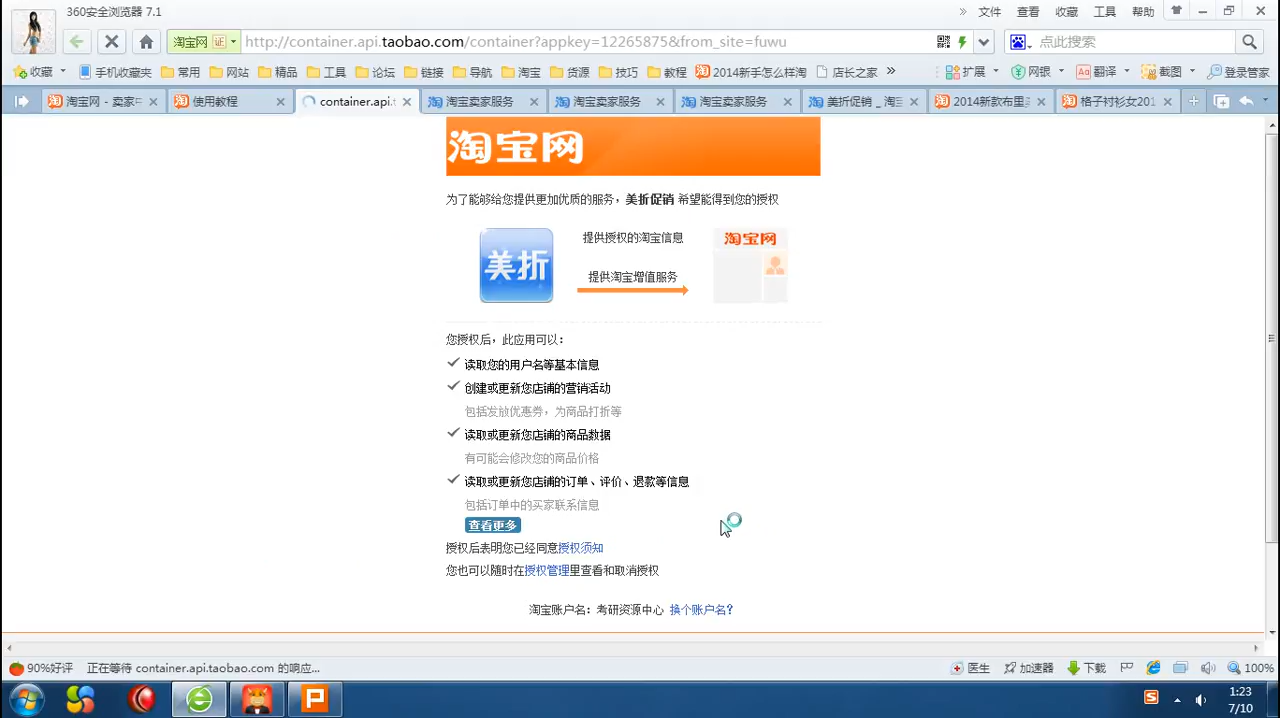 360安全浏览器 7.1
» 文件 查看 收藏 工具 帮助
淘宝网 证 http://container.api.taobao.com/container?appkey=12265875&from_site=fuwu 点此搜索
收藏 手机收藏夹 常用 网站 精品 工具 论坛 链接 导航 淘宝 货源 技巧 教程 2014新手怎么样淘 店长之家 » 扩展 网银 翻译 截图 登录管家
淘宝网 - 卖家中 使用教程 container.api.t 淘宝卖家服务 淘宝卖家服务 淘宝卖家服务 美折促销 _ 淘宝 2014新款布里 格子衬衫女201
淘宝网
为了能够给您提供更加优质的服务，美折促销 希望能得到您的授权
美折
提供授权的淘宝信息
提供淘宝增值服务
淘宝网
您授权后，此应用可以：
读取您的用户名等基本信息
创建或更新您店铺的营销活动
包括发放优惠券，为商品打折等
读取或更新您店铺的商品数据
有可能会修改您的商品价格
读取或更新您店铺的订单、评价、退款等信息
包括订单中的买家联系信息
查看更多
授权后表明您已经同意授权须知
您也可以随时在授权管理里查看和取消授权
淘宝账户名：考研资源中心 换个账户名?
90%好评 正在等待 container.api.taobao.com 的响应... 医生 加速器 下载 100%
1:23
7/10